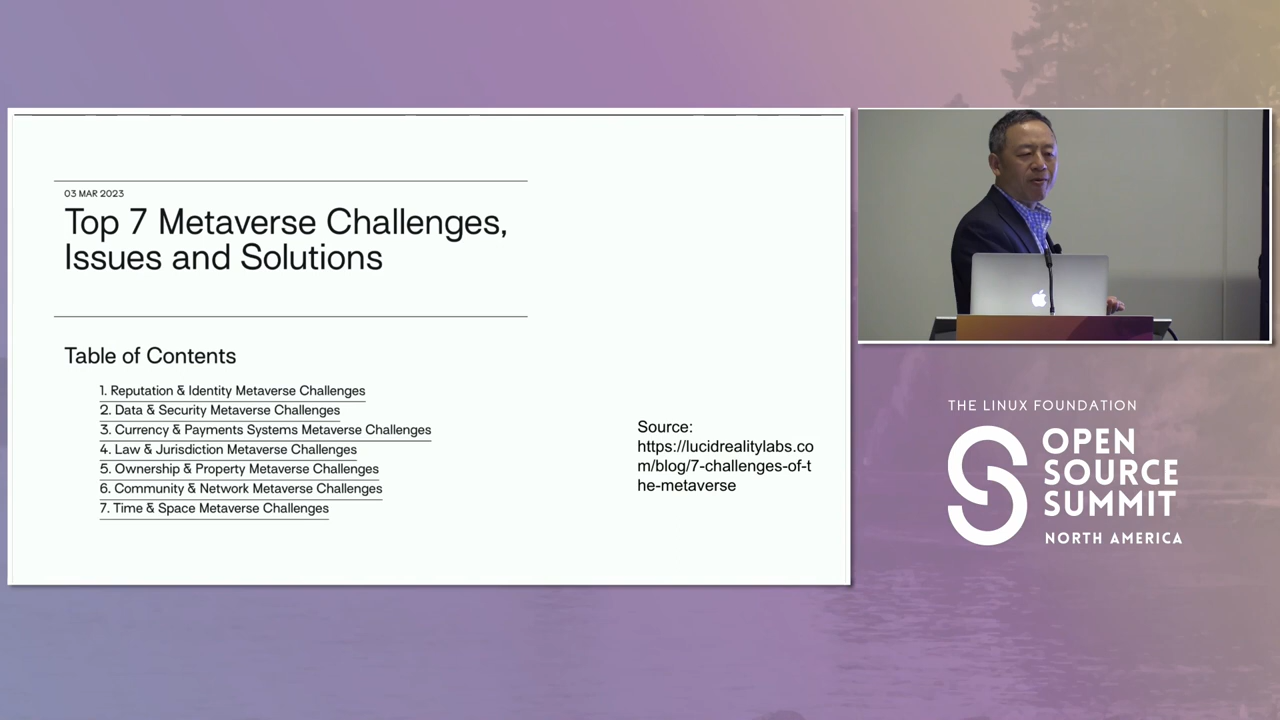 03 MAR 2023
Top 7 Metaverse Challenges,
Issues and Solutions
Table of Contents
1. Reputation & Identity Metaverse Challenges
2. Data & Security Metaverse Challenges
3. Currency & Payments Systems Metaverse Challenges
4. Law & Jurisdiction Metaverse Challenges
5. Ownership & Property Metaverse Challenges
6. Community & Network Metaverse Challenges
7. Time & Space Metaverse Challenges
Source:
https://lucidrealitylabs.co
m/blog/7-challenges-of-t
he-metaverse
THE LINUX FOUNDATION
OPEN
SOURCE
SUMMIT
NORTH AMERICA